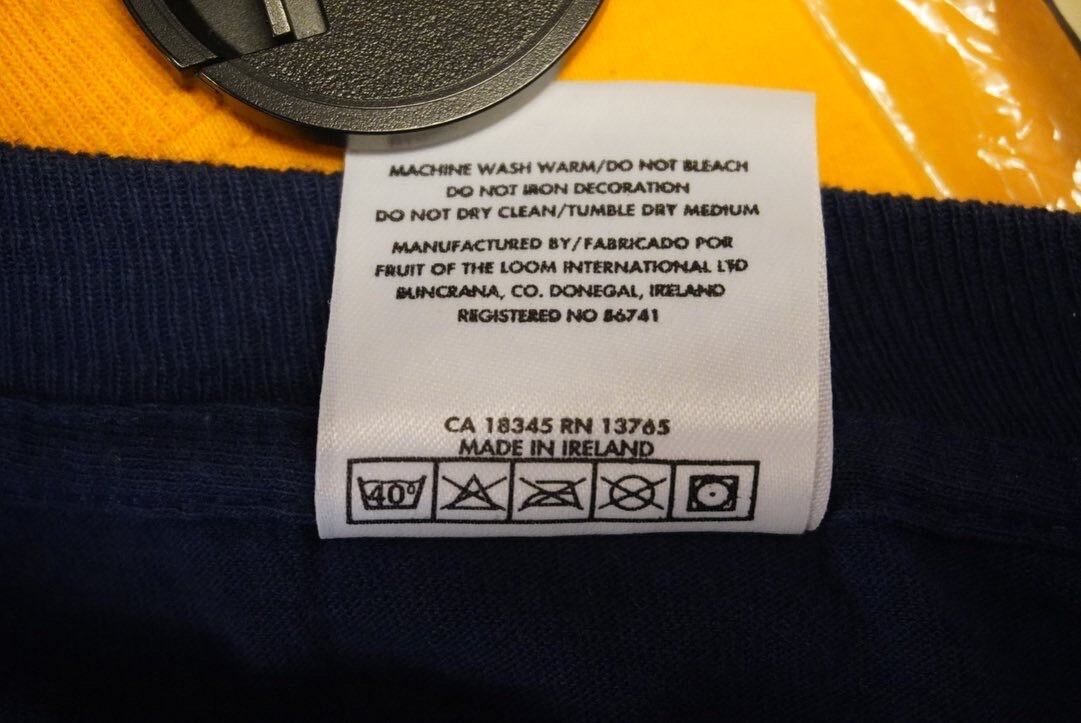 MACHINE WASH WARM/DO NOT BLEACH
DO NOT IRON DECORATION
DO NOT DRY CLEAN/TUMBLE DRY MEDIUM
MANUFACTURED BY/FABRICADO POR
FRUIT OF THE LOOM INTERNATIONAL LTD
BUNCRANA, CO. DONEGAL, IRELAND
REGISTERED NO 86741
CA 18345 RN 13765
MADE IN IRELAND
40°